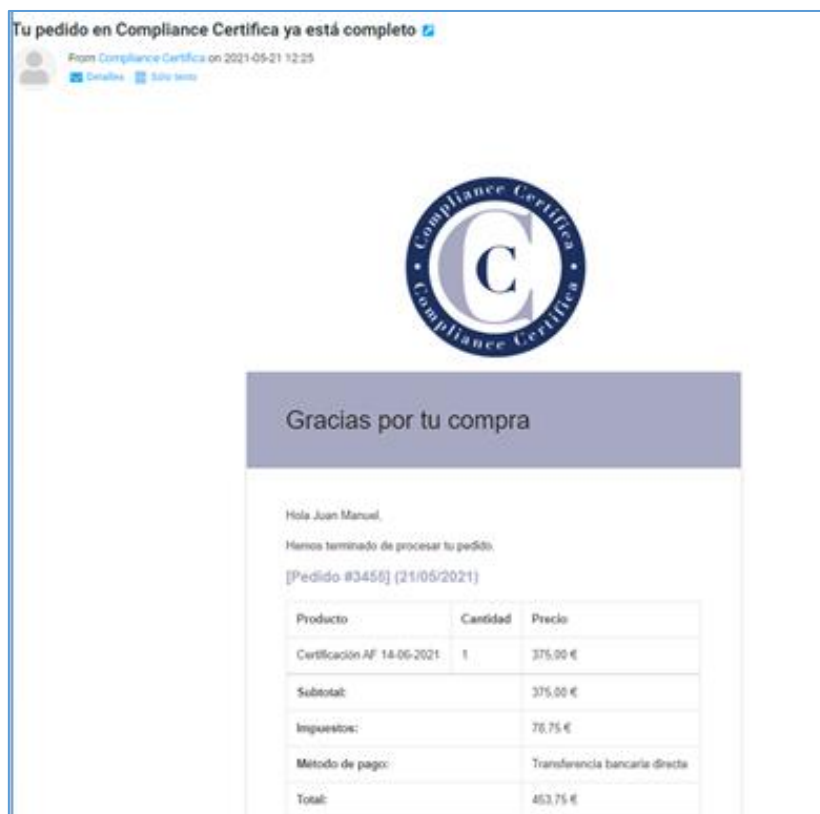 Tu pedido en Compliance Certifica ya está completo
From Compliance Certifica on 2021-05-21 12:25
Detalles Sólo texto
Compliance Certifica
C
Compliance Certifica
Gracias por tu compra
Hola Juan Manuel,
Hemos terminado de procesar tu pedido.
[Pedido #3455] (21/05/2021)
Producto Cantidad Precio
Certificación AF 14-06-2021 1 375,00 €
Subtotal: 375,00 €
Impuestos: 78,75 €
Método de pago: Transferencia bancaria directa
Total: 453,75 €